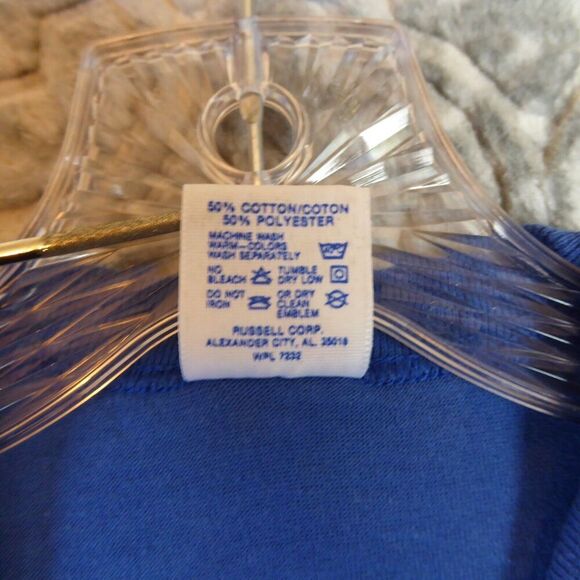 50% COTTON/COTON
50% POLYESTER
MACHINE WASH
WARM-COLORS
WASH SEPARATELY
NO BLEACH TUMBLE DRY LOW
DO NOT IRON OR DRY CLEAN EMBLEM
RUSSELL CORP.
ALEXANDER CITY, AL. 35018
WPL 7232